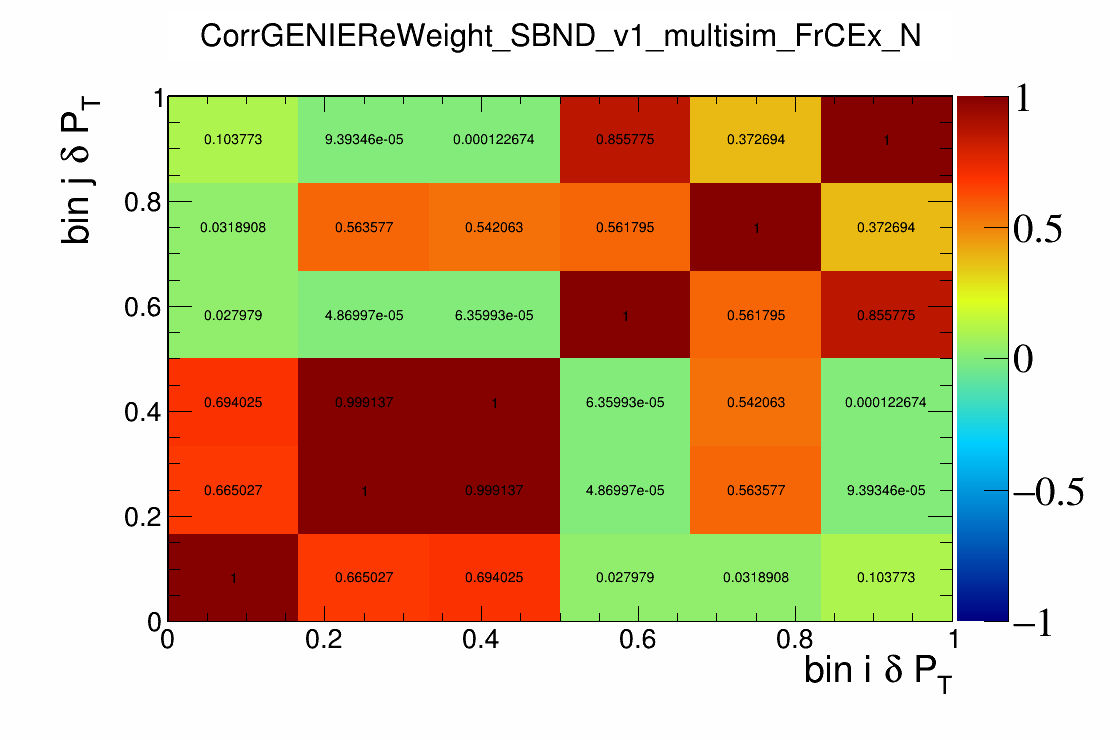 CorrGENIEReWeight_SBND_v1_multisim_FrCEx_N
bin j δ P_T
1
0.8
0.6
0.4
0.2
0
0.103773 9.39346e-05 0.000122674 0.855775 0.372694 1
0.0318908 0.563577 0.542063 0.561795 1 0.372694
0.027979 4.86997e-05 6.35993e-05 1 0.561795 0.855775
0.694025 0.999137 1 6.35993e-05 0.542063 0.000122674
0.665027 1 0.999137 4.86997e-05 0.563577 9.39346e-05
1 0.665027 0.694025 0.027979 0.0318908 0.103773
0 0.2 0.4 0.6 0.8 1
bin i δ P_T
1
0.5
0
−0.5
−1